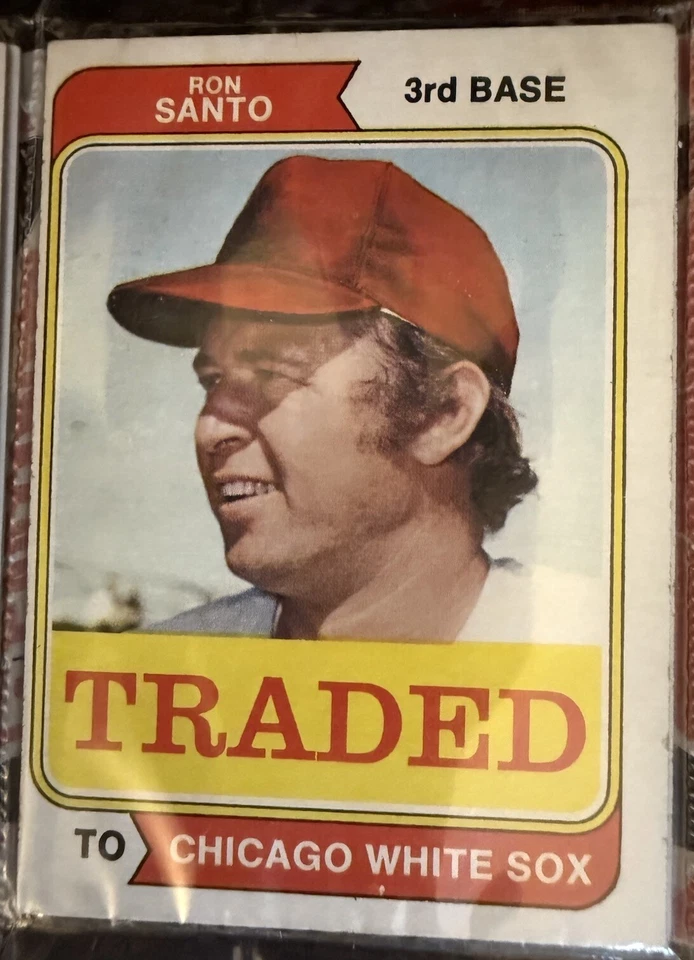 RON
SANTO
3rd BASE
TRADED
TO
CHICAGO WHITE SOX